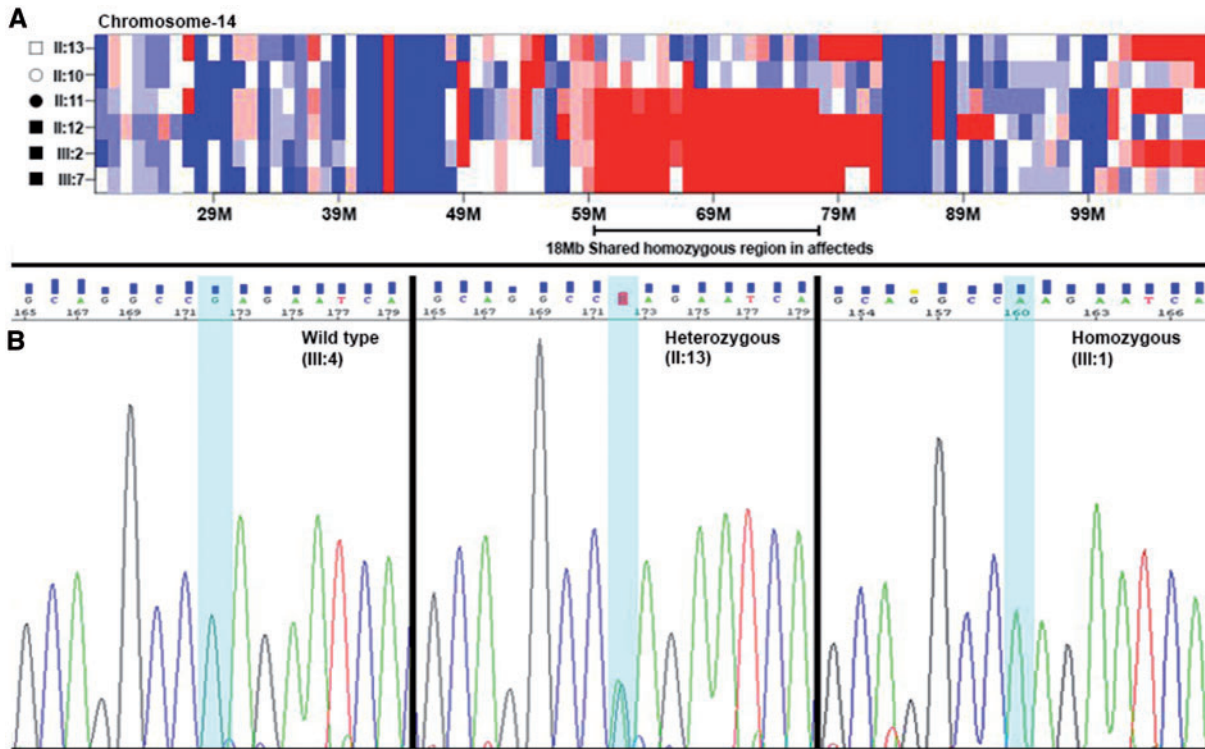 A
Chromosome-14
II:13
II:10
II:11
II:12
III:2
III:7
29M 39M 49M 59M 69M 79M 89M 99M
18Mb Shared homozygous region in affecteds
B
G C A G G C C G A G A A T C A
165 167 169 171 173 175 177 179
Wild type
(III:4)
G C A G G C C A G A A T C A
165 167 169 171 173 175 177 179
Heterozygous
(II:13)
G C A G G C C A A G A A T C A
154 157 160 163 166
Homozygous
(III:1)